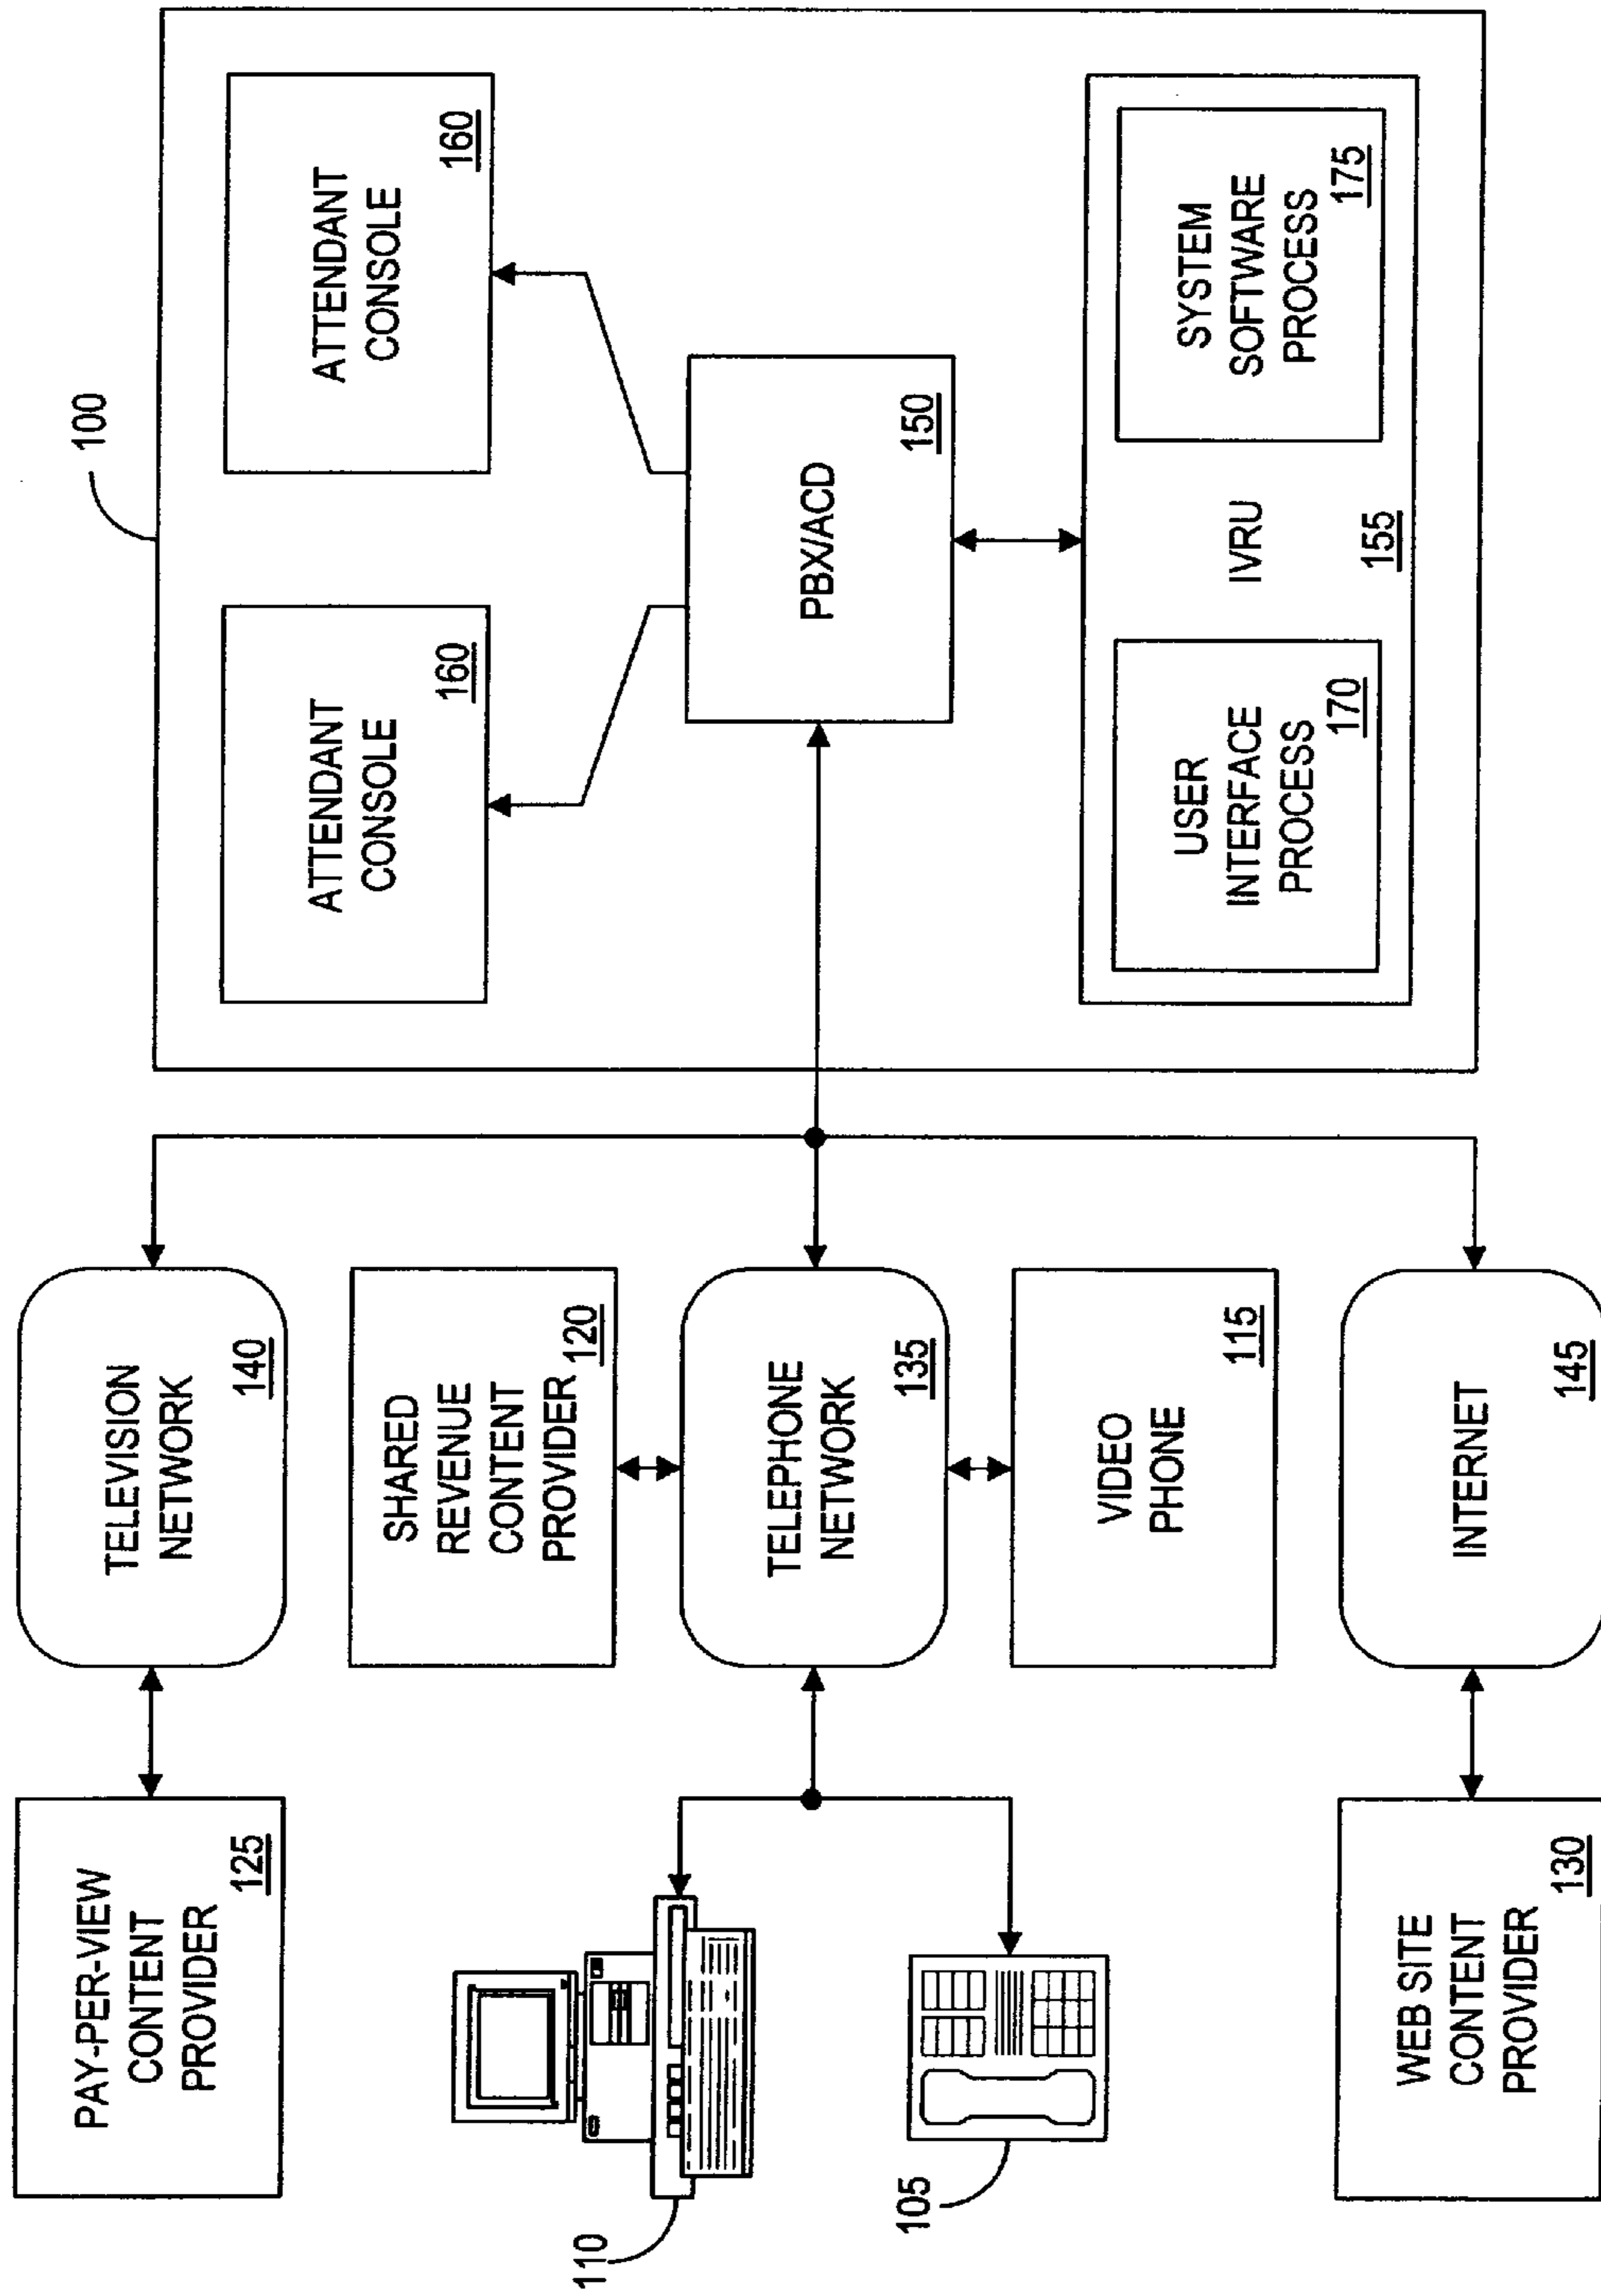 100
PAY-PER-VIEW
CONTENT
PROVIDER
125
TELEVISION
NETWORK
140
ATTENDANT
CONSOLE
160
ATTENDANT
CONSOLE
160
SHARED
REVENUE
CONTENT
PROVIDER
120
110
TELEPHONE
NETWORK
135
PBX/ACD
150
105
VIDEO
PHONE
115
USER
INTERFACE
PROCESS
170
IVRU
155
SYSTEM
SOFTWARE
PROCESS
175
WEB SITE
CONTENT
PROVIDER
130
INTERNET
145